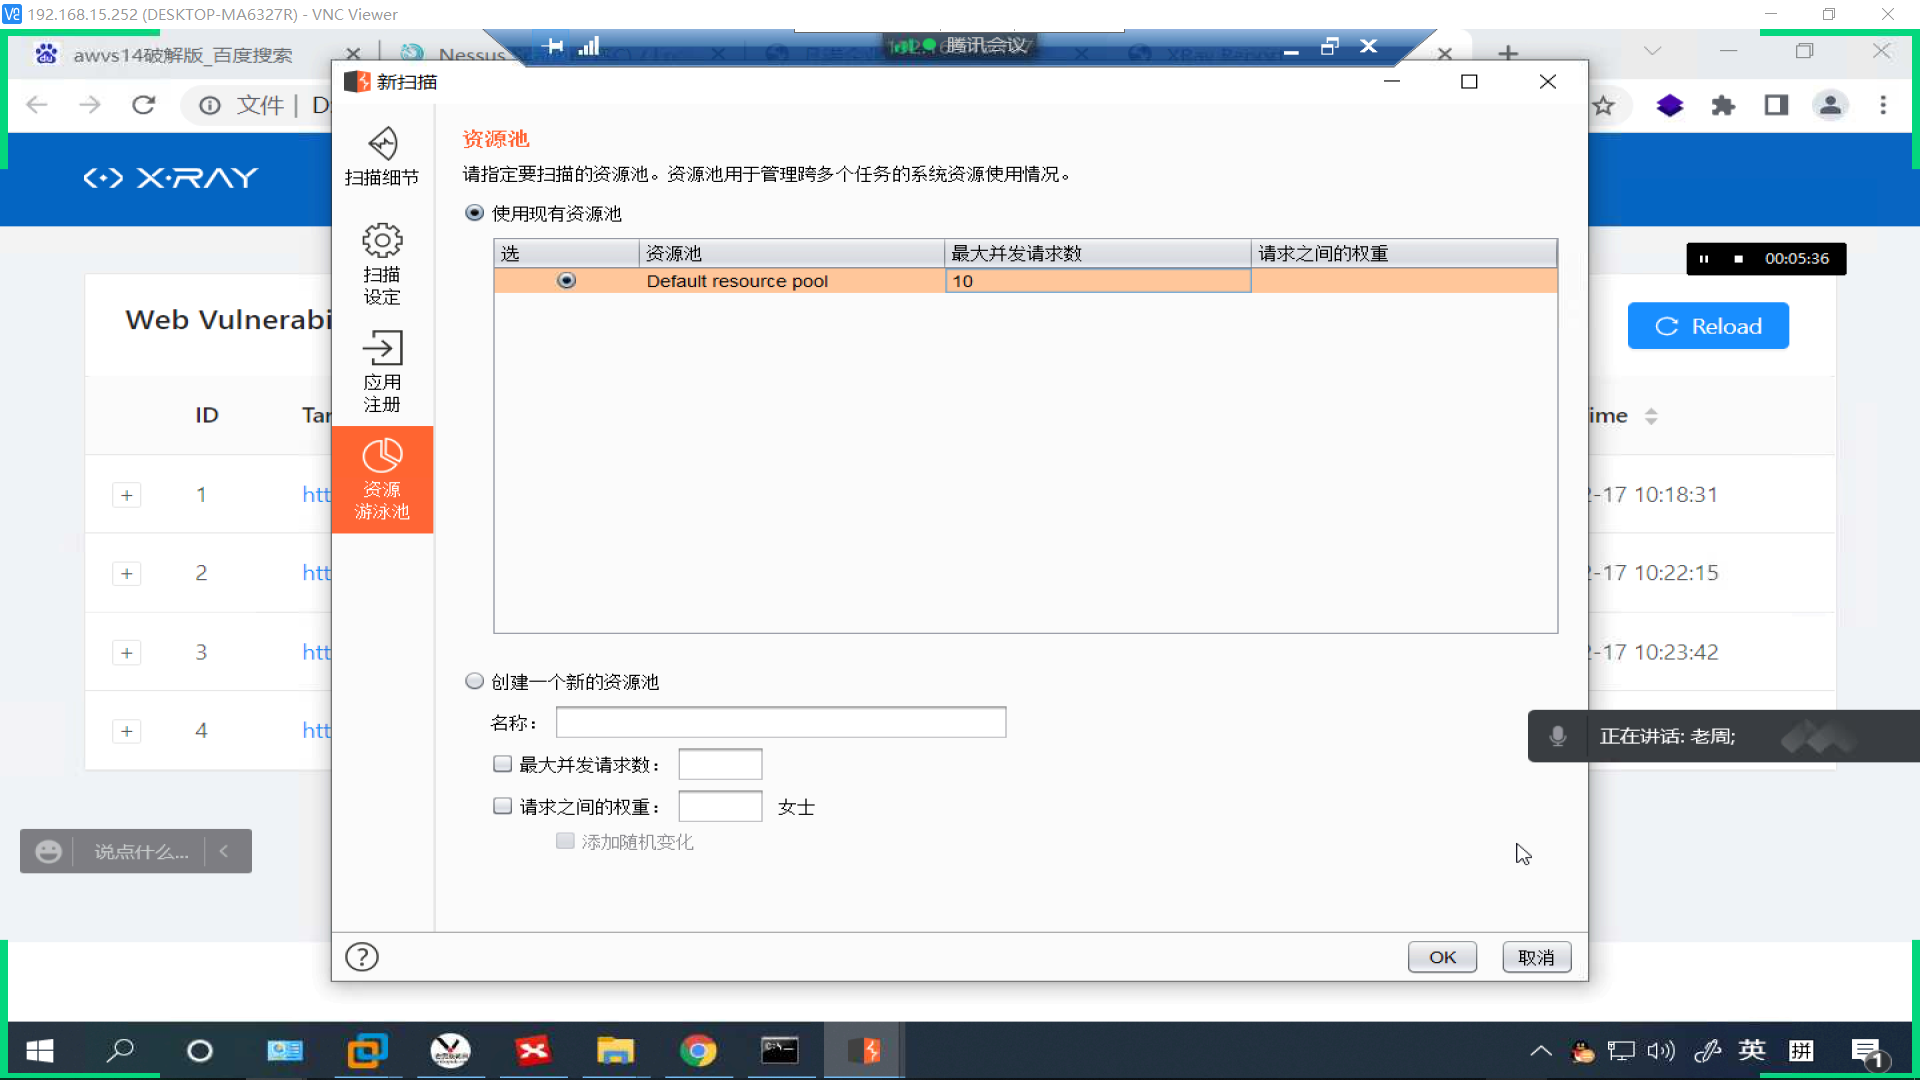 192.168.15.252 (DESKTOP-MA6327R) - VNC Viewer
awvs14破解版_百度搜索
Nessus
腾讯会议
XRay Report
文件
新扫描
X·RAY
扫描细节
扫描
设定
应用
注册
资源
游泳池
资源池
请指定要扫描的资源池。资源池用于管理跨多个任务的系统资源使用情况。
使用现有资源池
选 资源池 最大并发请求数 请求之间的权重
Default resource pool 10
创建一个新的资源池
名称：
最大并发请求数：
请求之间的权重： 女士
添加随机变化
OK 取消
00:05:36
Web Vulnerabi
Reload
ID Tar ime
1 htt -17 10:18:31
2 htt -17 10:22:15
3 htt -17 10:23:42
4 htt
正在讲话: 老周;
说点什么...
英 拼 1